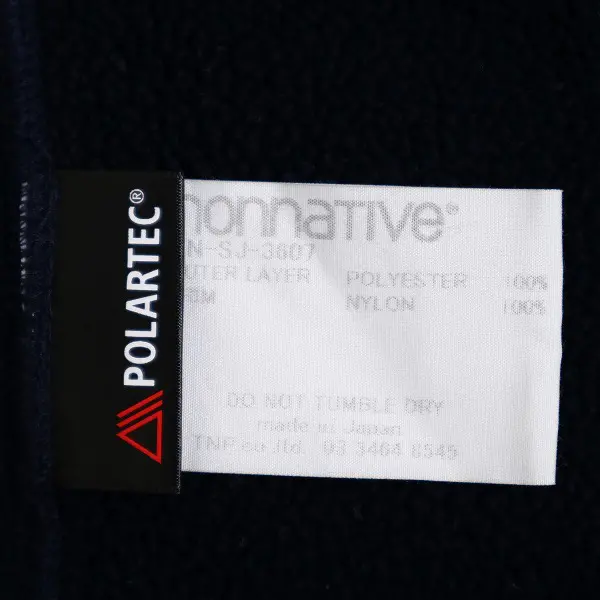 POLARTEC®
nonnative®
N-SJ-3607
OUTER LAYER POLYESTER 100%
NYLON 100%
DO NOT TUMBLE DRY
made in Japan
TNP co.ltd. 03 3464 8545